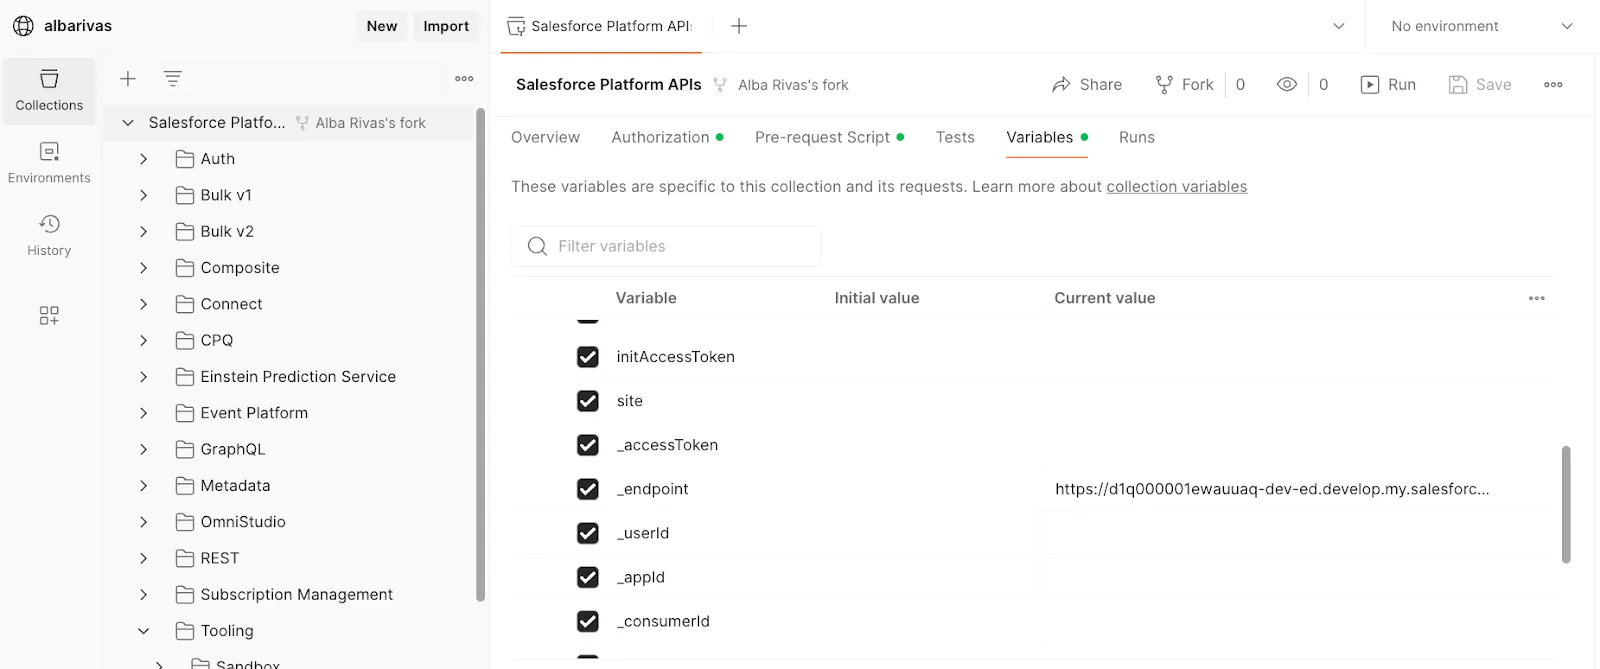 albarivas
New
Import
Salesforce Platform API
No environment
Collections
Environments
History
Salesforce Platfo... Alba Rivas's fork
Auth
Bulk v1
Bulk v2
Composite
Connect
CPQ
Einstein Prediction Service
Event Platform
GraphQL
Metadata
OmniStudio
REST
Subscription Management
Tooling
Sandbox
Salesforce Platform APIs Alba Rivas's fork
Share
Fork 0
0
Run
Save
Overview Authorization Pre-request Script Tests Variables Runs
These variables are specific to this collection and its requests. Learn more about collection variables
Filter variables
Variable Initial value Current value
initAccessToken
site
_accessToken
_endpoint https://d1q000001ewauuaq-dev-ed.develop.my.salesforc...
_userId
_appId
_consumerId